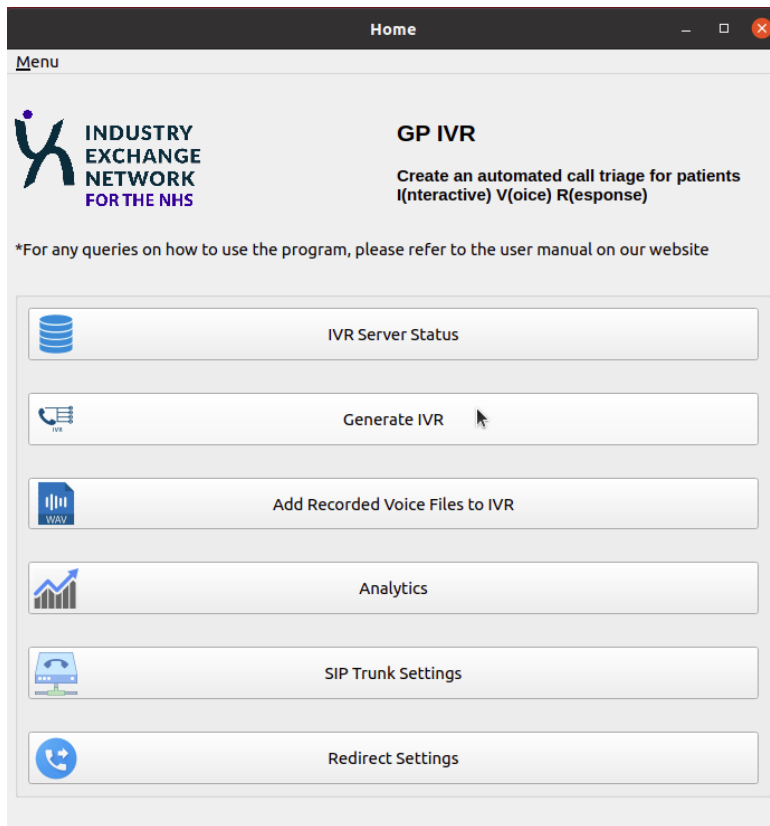 Home
Menu
INDUSTRY
EXCHANGE
NETWORK
FOR THE NHS
GP IVR
Create an automated call triage for patients
I(nteractive) V(oice) R(esponse)
*For any queries on how to use the program, please refer to the user manual on our website
IVR Server Status
IVR
Generate IVR
WAV
Add Recorded Voice Files to IVR
Analytics
SIP Trunk Settings
Redirect Settings